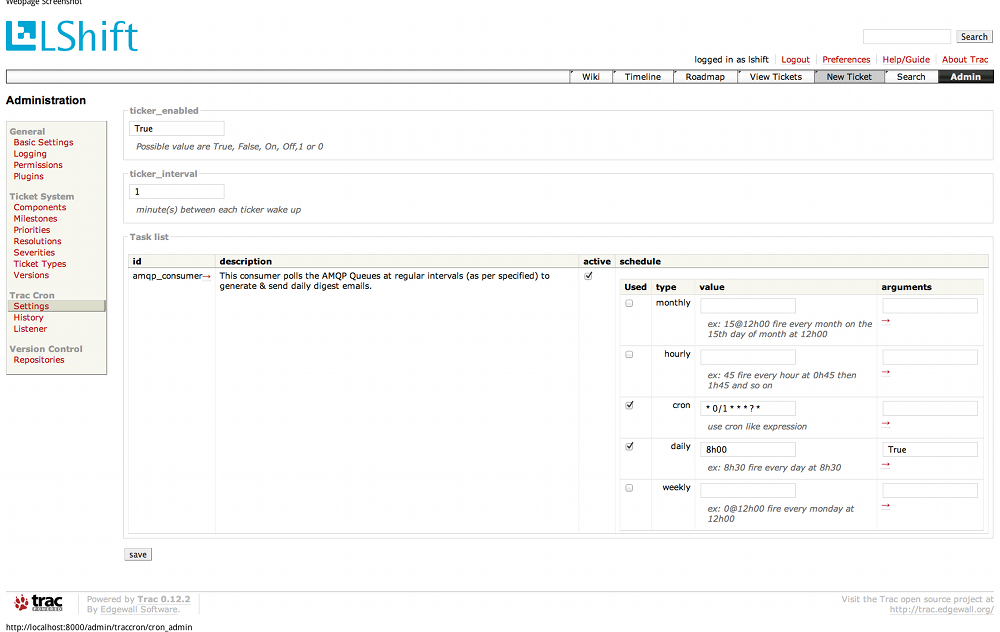 Webpage Screenshot
LShift
Search
logged in as lshift Logout Preferences Help/Guide About Trac
Wiki Timeline Roadmap View Tickets New Ticket Search Admin
Administration
General
Basic Settings
Logging
Permissions
Plugins
Ticket System
Components
Milestones
Priorities
Resolutions
Severities
Ticket Types
Versions
Trac Cron
Settings
History
Listener
Version Control
Repositories
ticker_enabled
True
Possible value are True, False, On, Off,1 or 0
ticker_interval
1
minute(s) between each ticker wake up
Task list
id description active schedule
amqp_consumer→ This consumer polls the AMQP Queues at regular intervals (as per specified) to
generate & send daily digest emails.
Used type value arguments
monthly
ex: 15@12h00 fire every month on the
15th day of month at 12h00
→
hourly
ex: 45 fire every hour at 0h45 then
1h45 and so on
→
cron * 0/1 * * * ? *
use cron like expression
→
daily 8h00 True
ex: 8h30 fire every day at 8h30
→
weekly
ex: 0@12h00 fire every monday at
12h00
→
save
trac POWERED
Powered by Trac 0.12.2
By Edgewall Software.
Visit the Trac open source project at
http://trac.edgewall.org/
http://localhost:8000/admin/traccron/cron_admin